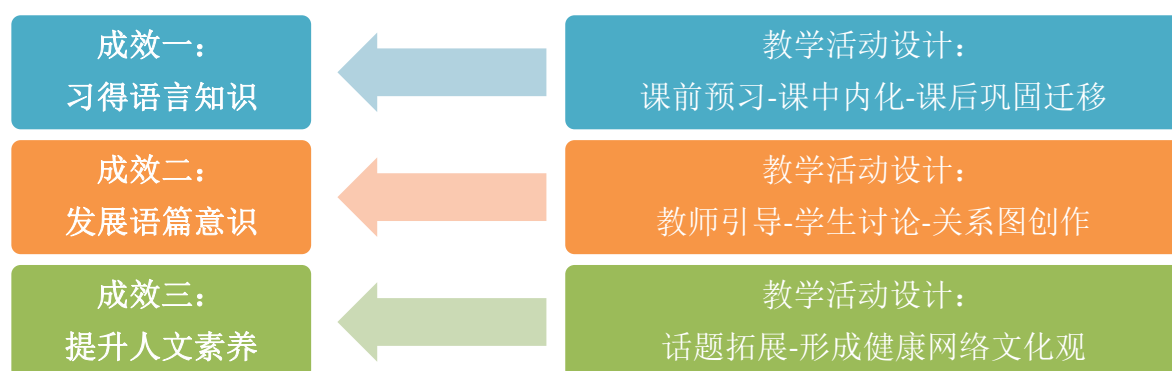 成效一：
习得语言知识
教学活动设计：
课前预习-课中内化-课后巩固迁移
成效二：
发展语篇意识
教学活动设计：
教师引导-学生讨论-关系图创作
成效三：
提升人文素养
教学活动设计：
话题拓展-形成健康网络文化观